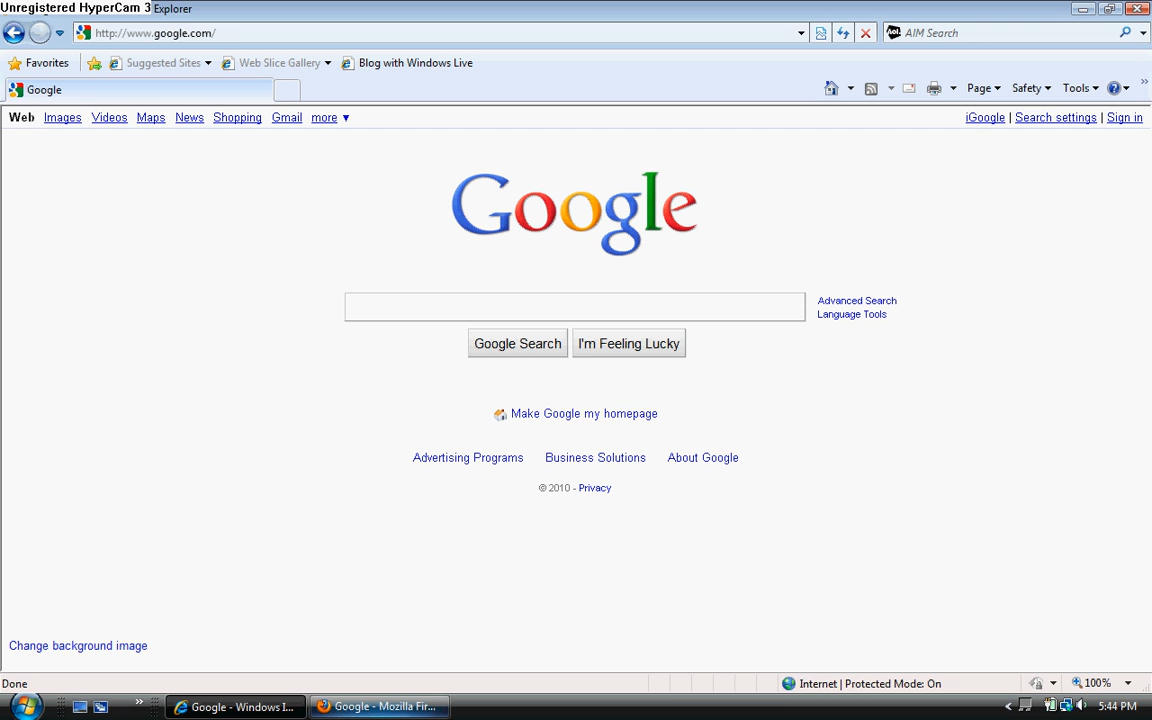 Unregistered HyperCam 3 Explorer
http://www.google.com/
AOL AIM Search
Favorites Suggested Sites Web Slice Gallery Blog with Windows Live
Google Page Safety Tools
Web Images Videos Maps News Shopping Gmail more ▼ iGoogle | Search settings | Sign in
Google
Advanced Search
Language Tools
Google Search I'm Feeling Lucky
Make Google my homepage
Advertising Programs Business Solutions About Google
© 2010 - Privacy
Change background image
Done Internet | Protected Mode: On 100%
Google - Windows I... Google - Mozilla Fir... 5:44 PM